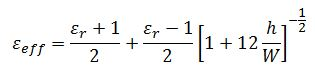 ε_eff = (ε_r + 1)/2 + (ε_r − 1)/2 [1 + 12 h/W]^(−1/2)